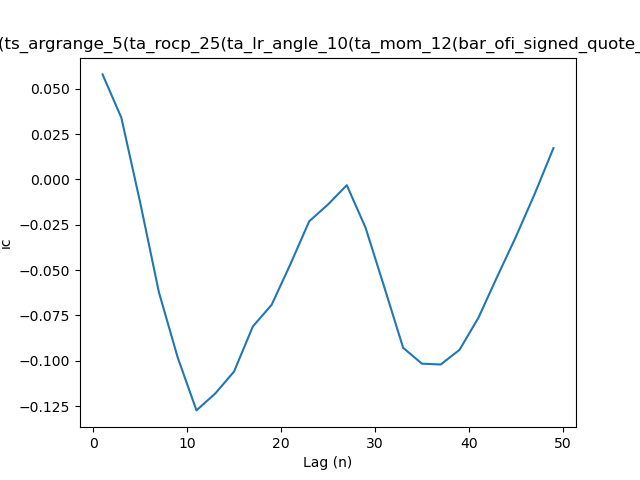 (ts_argrange_5(ta_rocp_25(ta_lr_angle_10(ta_mom_12(bar_ofi_signed_quote_
0.050
0.025
0.000
−0.025
−0.050
−0.075
−0.100
−0.125
ic
0 10 20 30 40 50
Lag (n)